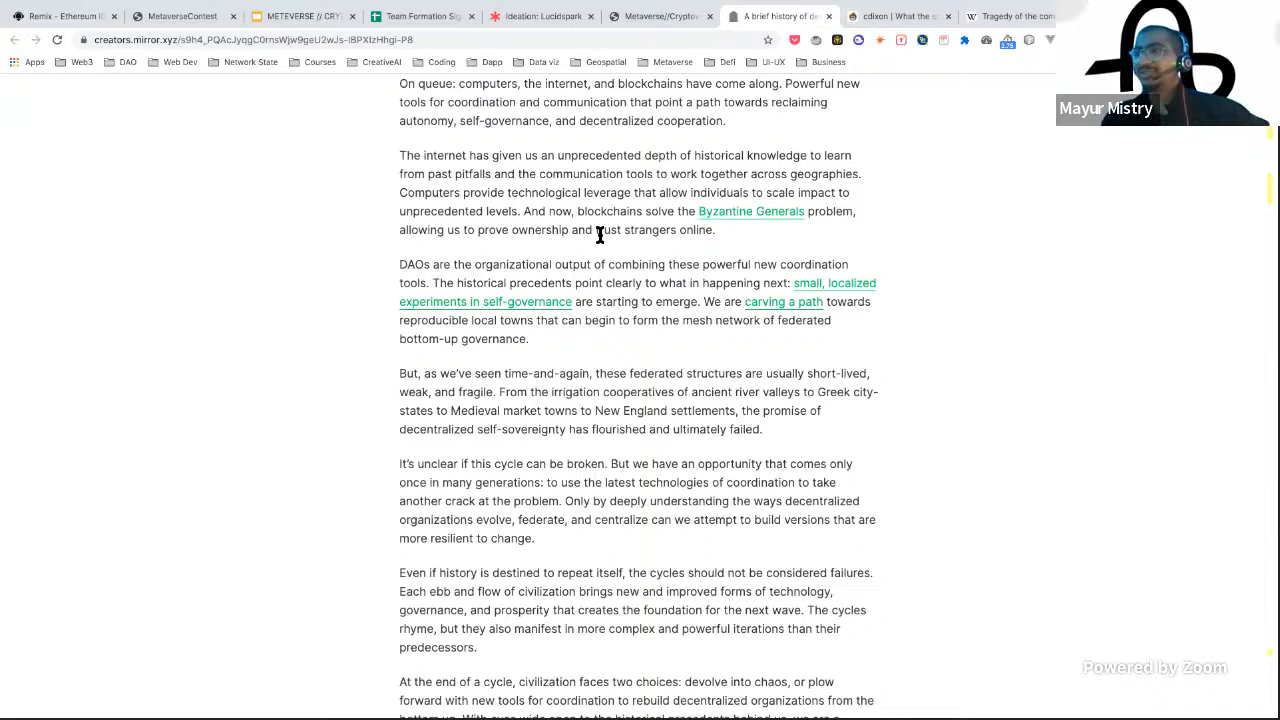 Remix - Ethereum IC
MetaverseContest
METEVERSE // CRY
Team Formation Si
Ideation: Lucidspark
Metaverse//Cryptov
A brief history of de
cdixon | What the s
Tragedy of the com
creators.mirror.xyz/s9h4_PQAcJyqgC0rnsWjw9geU2wJs-IBPXIzHhgi-P8
2.75
Apps
Web3
DAO
Web Dev
Network State
Courses
CreativeAI
Coding
Dapp
Data viz
Geospatial
Metaverse
Defi
UI-UX
Business
Mayur Mistry
On queue: computers, the internet, and blockchains have come along. Powerful new
tools for coordination and communication that point a path towards reclaiming
autonomy, self-governance, and decentralized cooperation.
The internet has given us an unprecedented depth of historical knowledge to learn
from past pitfalls and the communication tools to work together across geographies.
Computers provide technological leverage that allow individuals to scale impact to
unprecedented levels. And now, blockchains solve the Byzantine Generals problem,
allowing us to prove ownership and trust strangers online.
DAOs are the organizational output of combining these powerful new coordination
tools. The historical precedents point clearly to what in happening next: small, localized
experiments in self-governance are starting to emerge. We are carving a path towards
reproducible local towns that can begin to form the mesh network of federated
bottom-up governance.
But, as we've seen time-and-again, these federated structures are usually short-lived,
weak, and fragile. From the irrigation cooperatives of ancient river valleys to Greek city-
states to Medieval market towns to New England settlements, the promise of
decentralized self-sovereignty has flourished and ultimately failed.
It's unclear if this cycle can be broken. But we have an opportunity that comes only
once in many generations: to use the latest technologies of coordination to take
another crack at the problem. Only by deeply understanding the ways decentralized
organizations evolve, federate, and centralize can we attempt to build versions that are
more resilient to change.
Even if history is destined to repeat itself, the cycles should not be considered failures.
Each ebb and flow of civilization brings new and improved forms of technology,
governance, and prosperity that creates the foundation for the next wave. The cycles
rhyme, but they also manifest in more complex and powerful iterations than their
predecessors.
At the end of a cycle, civilization faces two choices: devolve into chaos, or plow
forward with new tools for coordination to rebuild decentralized organizations from the
Powered by Zoom